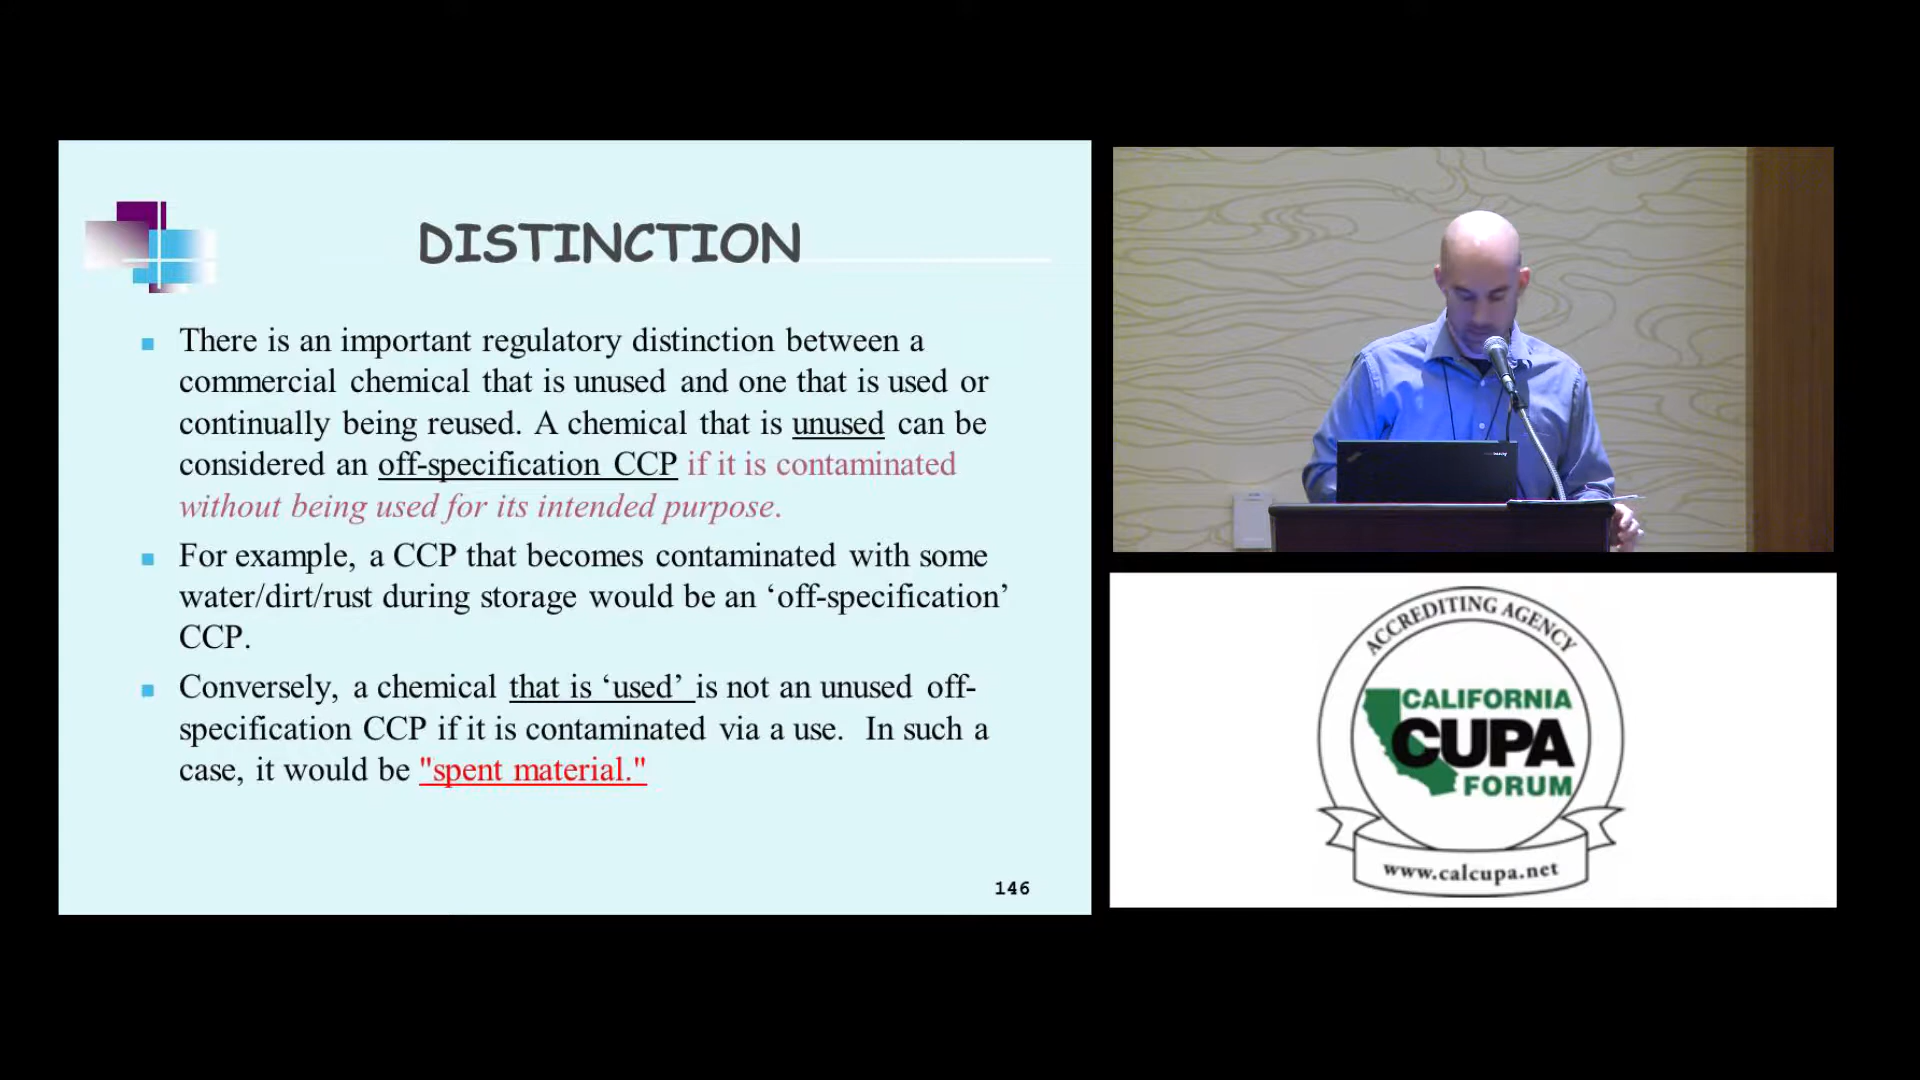 DISTINCTION
There is an important regulatory distinction between a
commercial chemical that is unused and one that is used or
continually being reused. A chemical that is unused can be
considered an off-specification CCP if it is contaminated
without being used for its intended purpose.
For example, a CCP that becomes contaminated with some
water/dirt/rust during storage would be an ‘off-specification’
CCP.
Conversely, a chemical that is ‘used’ is not an unused off-
specification CCP if it is contaminated via a use. In such a
case, it would be "spent material."
146
ACCREDITING AGENCY
CALIFORNIA
CUPA
FORUM
www.calcupa.net